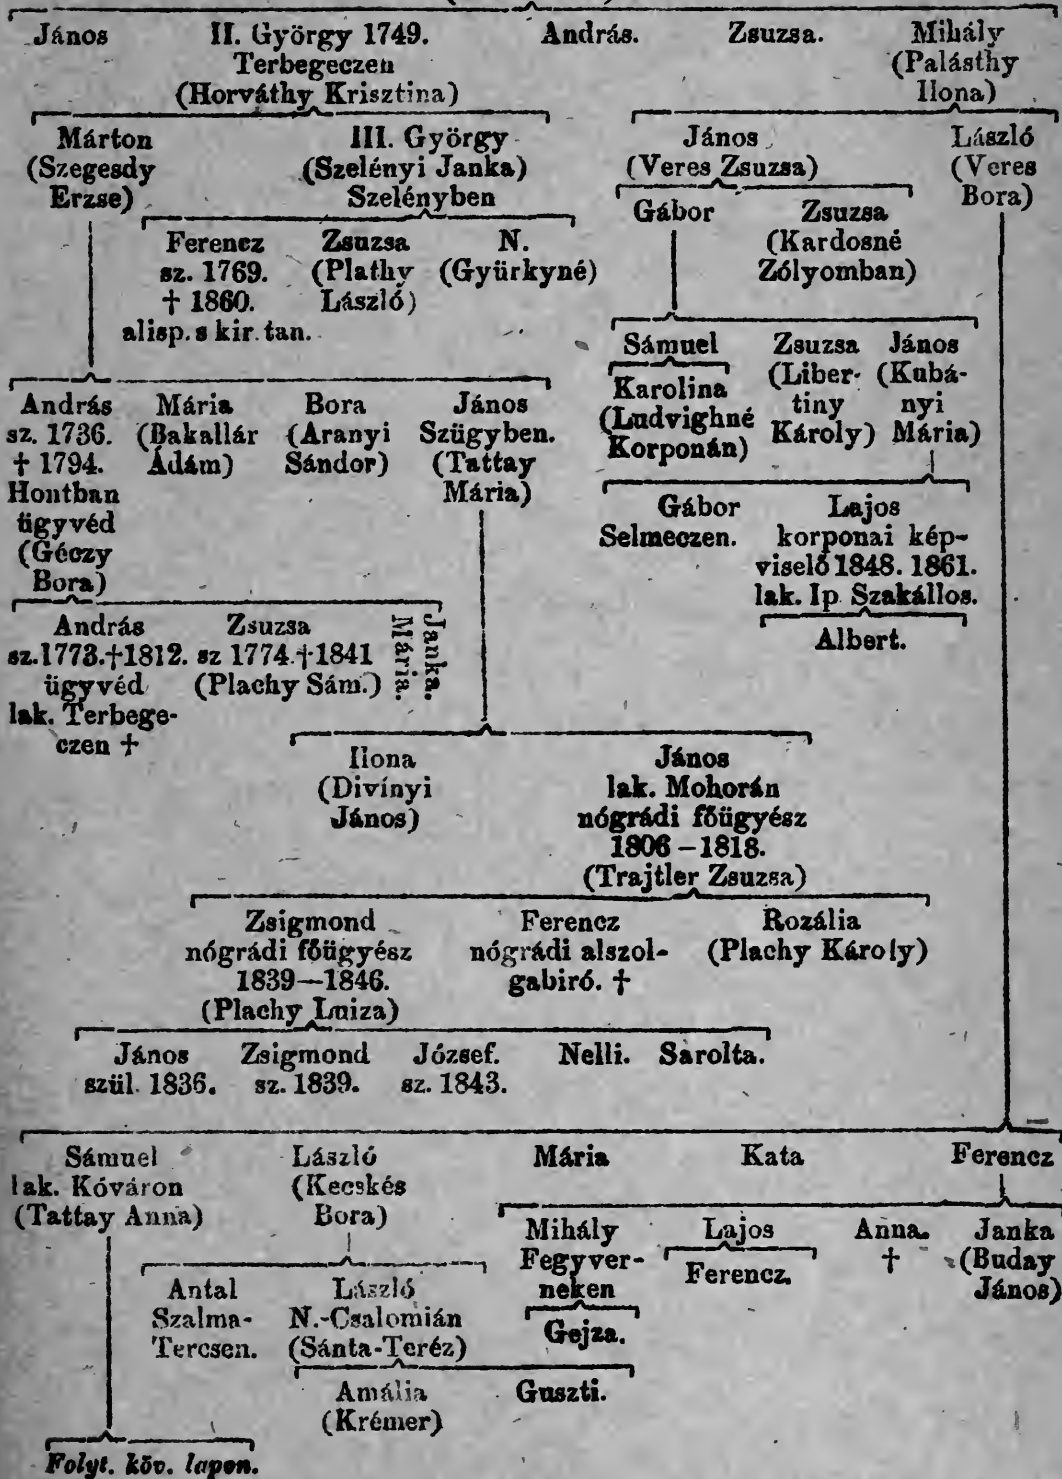 János II. György 1749. András. Zsuzsa. Mihály
Terbegeczen (Palásthy
(Horváthy Krisztina) Ilona)
Márton III. György János László
(Szegesdy (Szelényi Janka) (Veres Zsuzsa) (Veres
Erzse) Szelényben Bora)
Gábor Zsuzsa
(Kardosné
Zólyomban)
Ferencz Zsuzsa N.
sz. 1769. (Plathy (Gyürkyné)
† 1860. László)
alisp. s kir. tan.
Sámuel Zsuzsa János
Karolina (Liber- (Kubá-
(Ludvighné tiny nyi
Korponán) Károly) Mária)
András Mária Bora János
sz. 1736. (Bakallár (Aranyi Szügyben.
† 1794. Ádám) Sándor) (Tattay
Hontban Mária)
ügyvéd
(Géczy
Bora)
Gábor Lajos
Selmeczen. korponai kép-
viselő 1848. 1861.
lak. Ip Szakállos.
Albert.
András Zsuzsa Mária. Janka.
sz. 1773. †1812. sz 1774. †1841
ügyvéd (Plachy Sám.)
lak. Terbege-
czen †
Ilona János
(Divínyi lak. Mohorán
János) nógrádi főügyész
1806 – 1818.
(Trajtler Zsuzsa)
Zsigmond Ferencz Rozália
nógrádi főügyész nógrádi alszol- (Plachy Károly)
1839—1846. gabiró. †
(Plachy Luiza)
János Zsigmond József. Nelli. Sarolta.
szül. 1836. sz. 1839. sz. 1843.
Sámuel László Mária Kata Ferencz
lak. Kóváron (Kecskés
(Tattay Anna) Bora)
Mihály Lajos Anna. Janka
Fegyver- Ferencz. † (Buday
neken János)
Gejza.
Antal László
Szalma- N.-Csalomián
Tercsen. (Sánta-Teréz)
Amália Guszti.
(Krémer)
Folyt. köv. lapon.